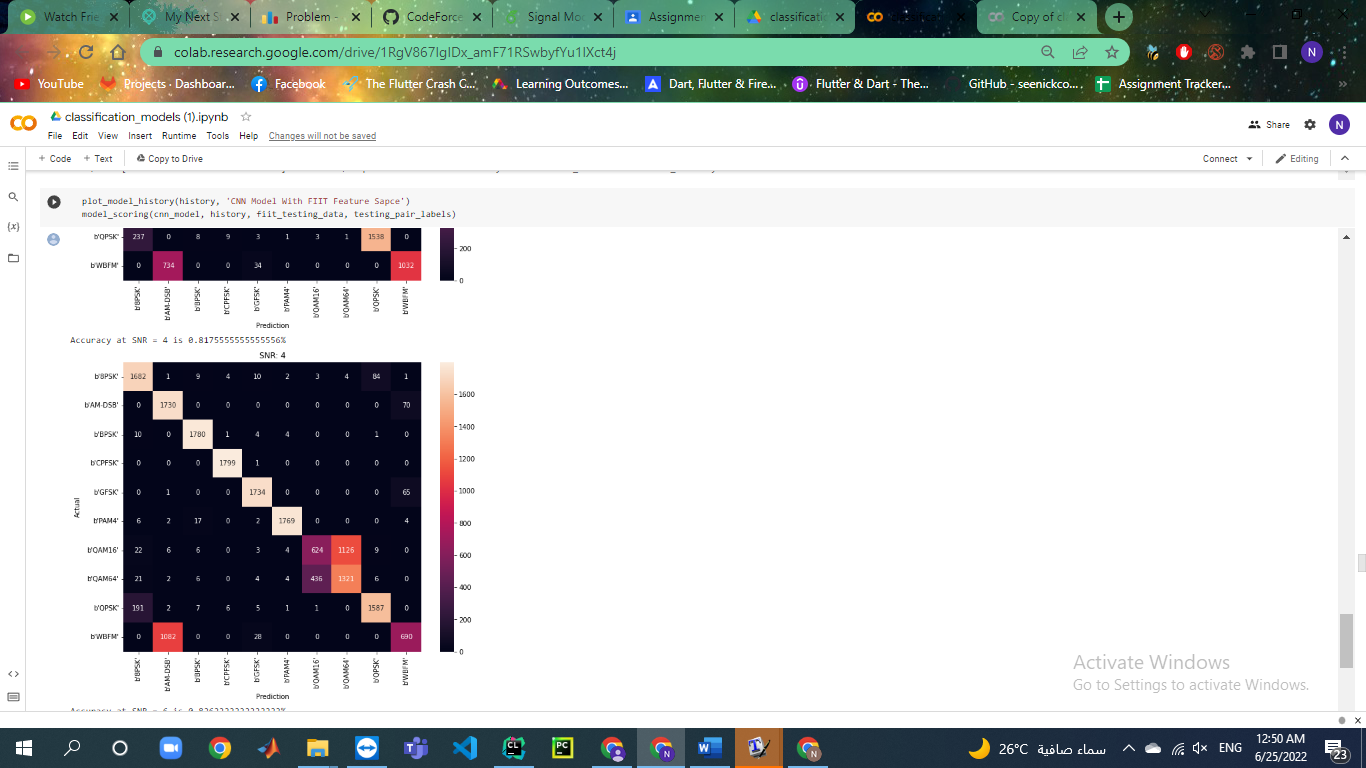 Watch Frie
My Next S
Problem -
CodeForce
Signal Mo
Assignmen
classificatio
Copy of cl
colab.research.google.com/drive/1RgV867IgIDx_amF71RSwbyfYu1lXct4j
N
YouTube
Projects · Dashboar...
Facebook
The Flutter Crash C...
Learning Outcomes...
Dart, Flutter & Fire...
Flutter & Dart - The...
GitHub - seenickco...
Assignment Tracker...
classification_models (1).ipynb
File Edit View Insert Runtime Tools Help Changes will not be saved
Share
N
+ Code + Text Copy to Drive
Connect
Editing
plot_model_history(history, 'CNN Model With FIIT Feature Sapce')
model_scoring(cnn_model, history, fiit_testing_data, testing_pair_labels)
b'QPSK' 237 0 8 9 3 1 3 1 1538 0
b'WBFM' 0 734 0 0 34 0 0 0 0 1032
200
0
b'8PSK' b'AM-DSB' b'BPSK' b'CPFSK' b'GFSK' b'PAM4' b'QAM16' b'QAM64' b'QPSK' b'WBFM'
Prediction
Accuracy at SNR = 4 is 0.8175555555555556%
SNR: 4
b'8PSK' 1682 1 9 4 10 2 3 4 84 1
b'AM-DSB' 0 1730 0 0 0 0 0 0 0 70
b'BPSK' 10 0 1780 1 4 4 0 0 1 0
b'CPFSK' 0 0 0 1799 1 0 0 0 0 0
b'GFSK' 0 1 0 0 1734 0 0 0 0 65
b'PAM4' 6 2 17 0 2 1769 0 0 0 4
b'QAM16' 22 6 6 0 3 4 624 1126 9 0
b'QAM64' 21 2 6 0 4 4 436 1321 6 0
b'QPSK' 191 2 7 6 5 1 1 0 1587 0
b'WBFM' 0 1082 0 0 28 0 0 0 0 690
Actual
1600
1400
1200
1000
800
600
400
200
0
b'8PSK' b'AM-DSB' b'BPSK' b'CPFSK' b'GFSK' b'PAM4' b'QAM16' b'QAM64' b'QPSK' b'WBFM'
Prediction
Activate Windows
Go to Settings to activate Windows.
26°C سماء صافية
ENG
12:50 AM
6/25/2022
23